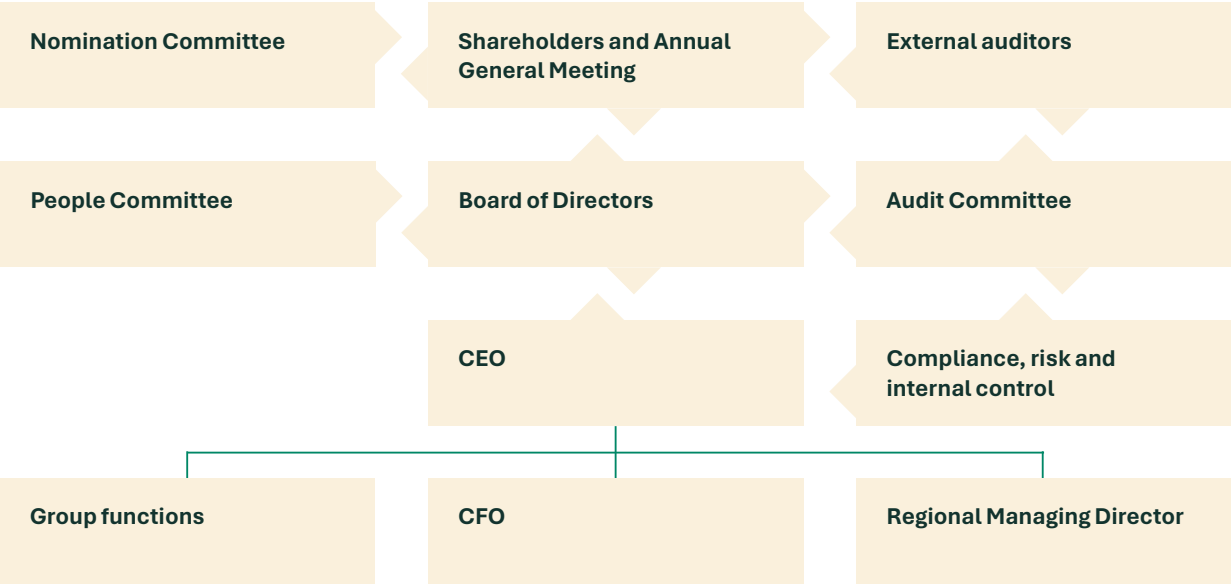 Nomination Committee
Shareholders and Annual
General Meeting
External auditors
People Committee
Board of Directors
Audit Committee
CEO
Compliance, risk and
internal control
Group functions
CFO
Regional Managing Director